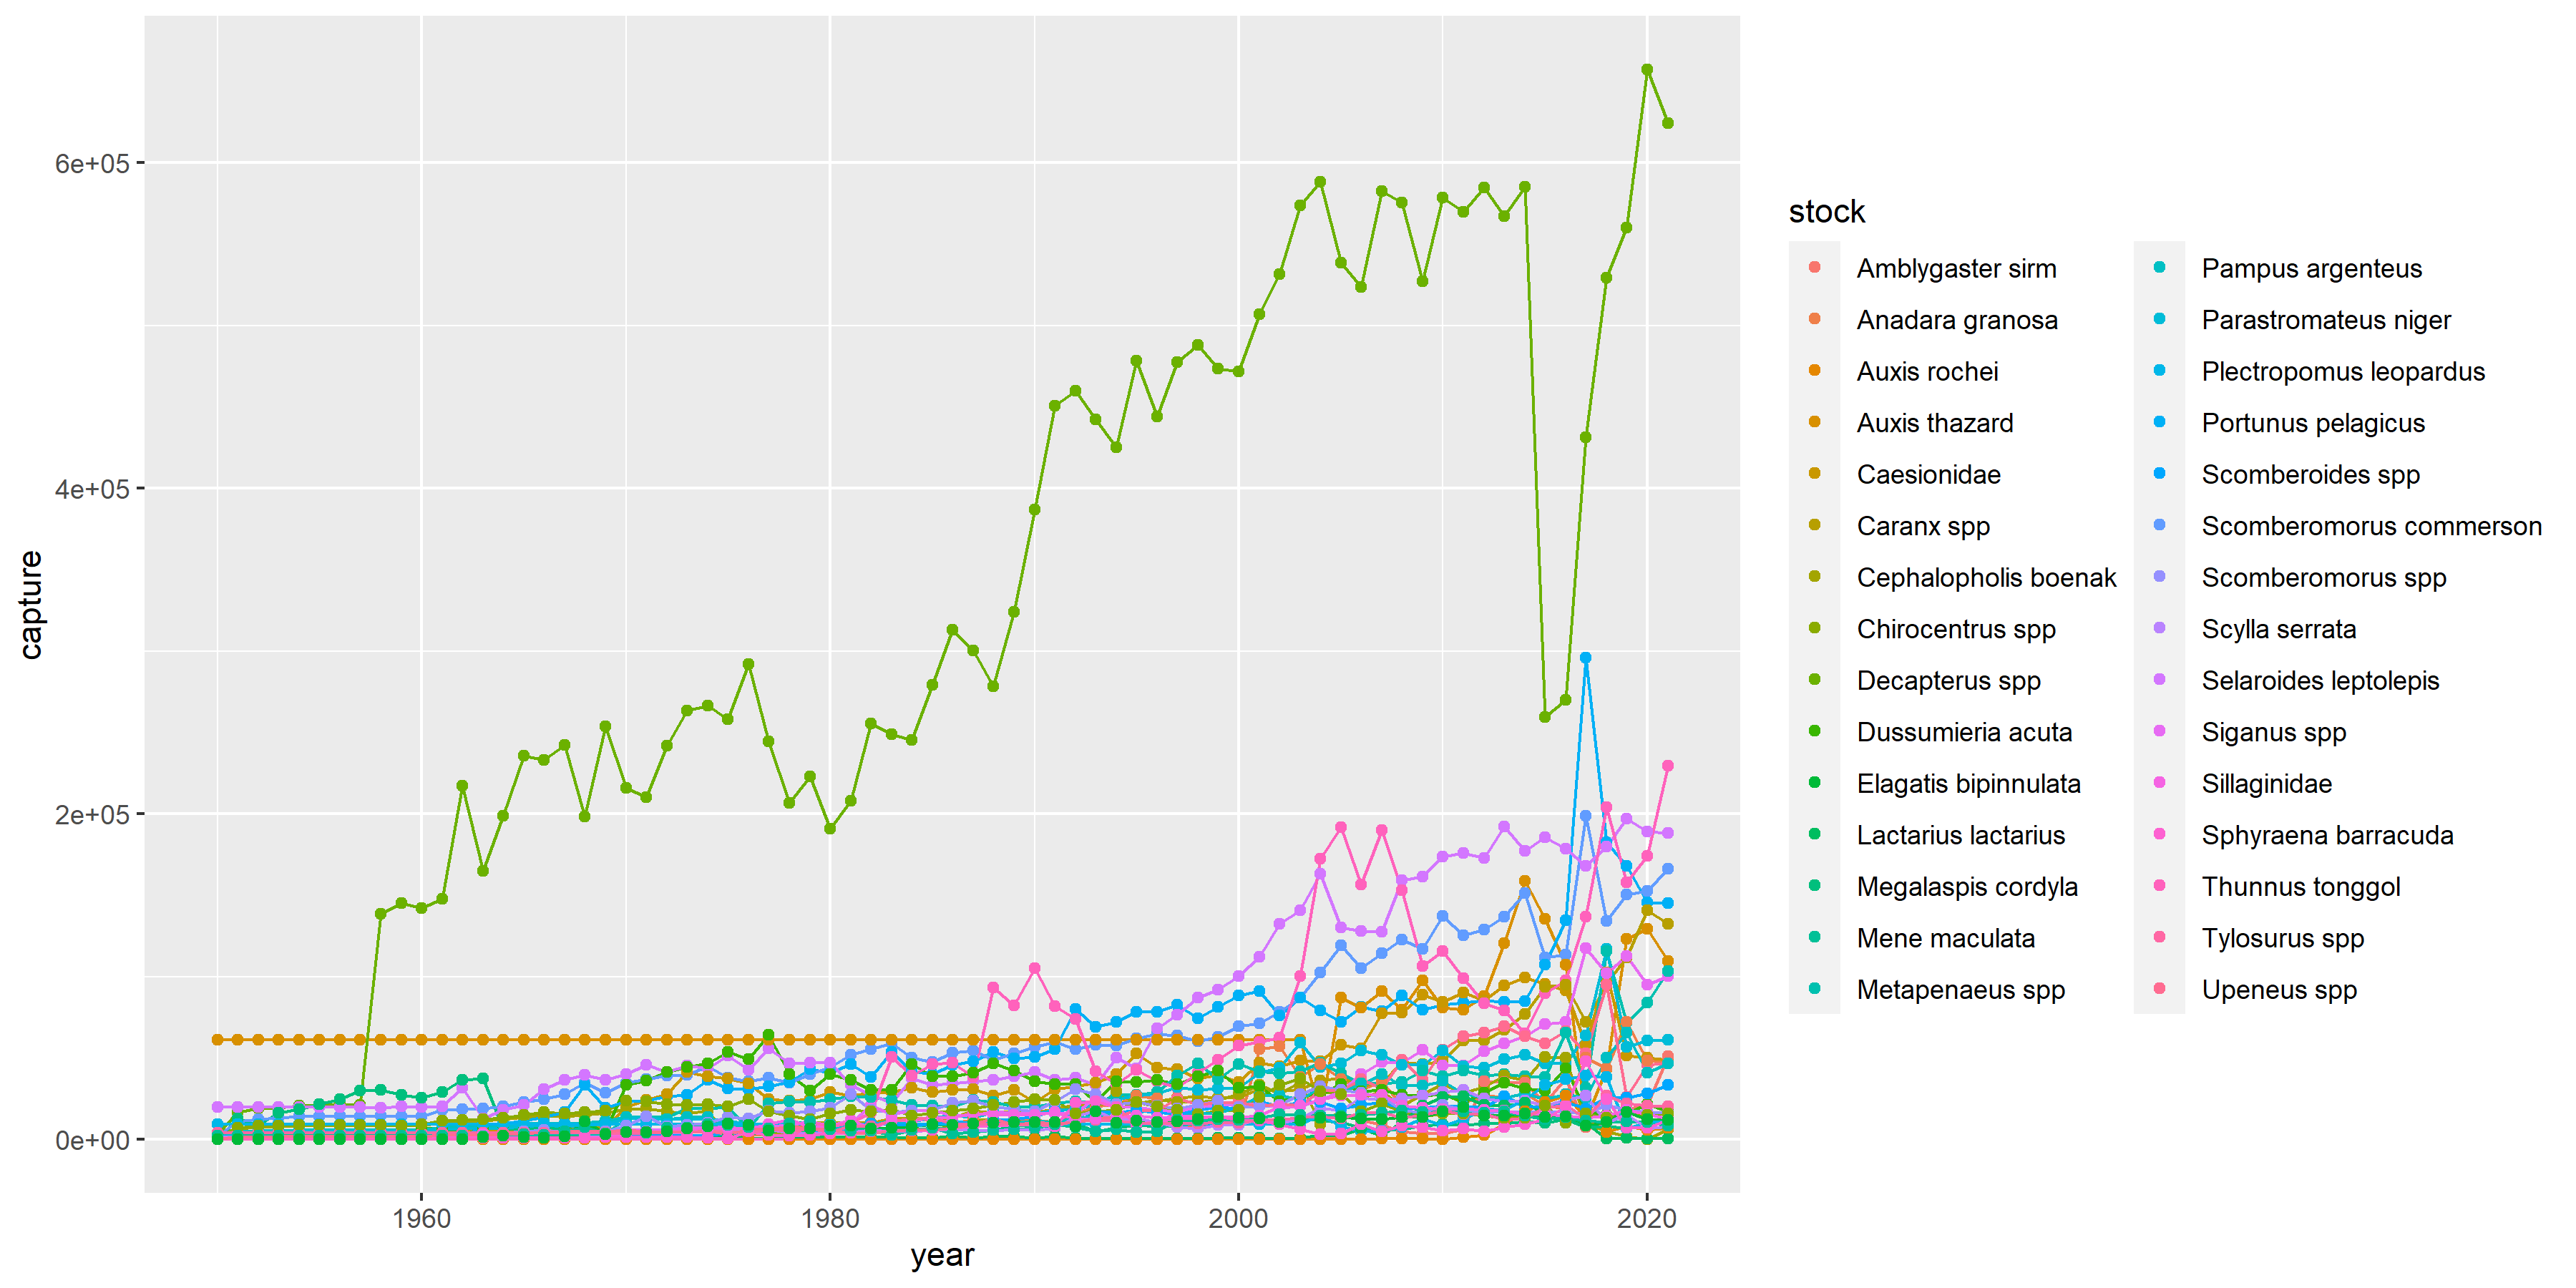 6e+05
4e+05
2e+05
0e+00
capture
1960
1980
2000
2020
year
stock
Amblygaster sirm
Anadara granosa
Auxis rochei
Auxis thazard
Caesionidae
Caranx spp
Cephalopholis boenak
Chirocentrus spp
Decapterus spp
Dussumieria acuta
Elagatis bipinnulata
Lactarius lactarius
Megalaspis cordyla
Mene maculata
Metapenaeus spp
Pampus argenteus
Parastromateus niger
Plectropomus leopardus
Portunus pelagicus
Scomberoides spp
Scomberomorus commerson
Scomberomorus spp
Scylla serrata
Selaroides leptolepis
Siganus spp
Sillaginidae
Sphyraena barracuda
Thunnus tonggol
Tylosurus spp
Upeneus spp